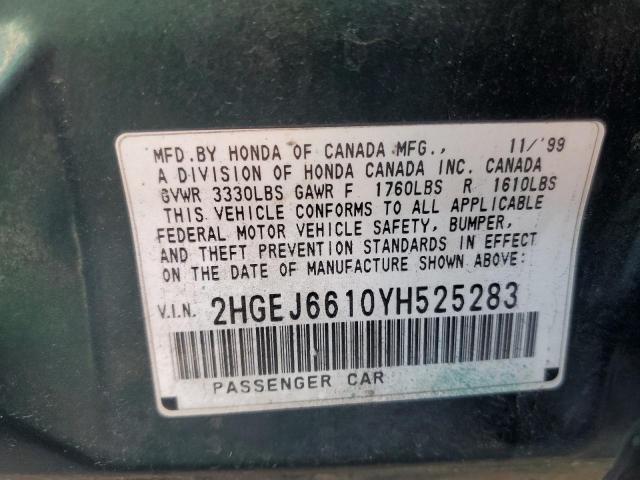 MFD. BY HONDA OF CANADA MFG., 11/'99
A DIVISION OF HONDA CANADA INC. CANADA
GVWR 3330LBS GAWR F 1760LBS R 1610LBS
THIS VEHICLE CONFORMS TO ALL APPLICABLE
FEDERAL MOTOR VEHICLE SAFETY, BUMPER,
AND THEFT PREVENTION STANDARDS IN EFFECT
ON THE DATE OF MANUFACTURE SHOWN ABOVE:
V.I.N. 2HGEJ6610YH525283
PASSENGER CAR